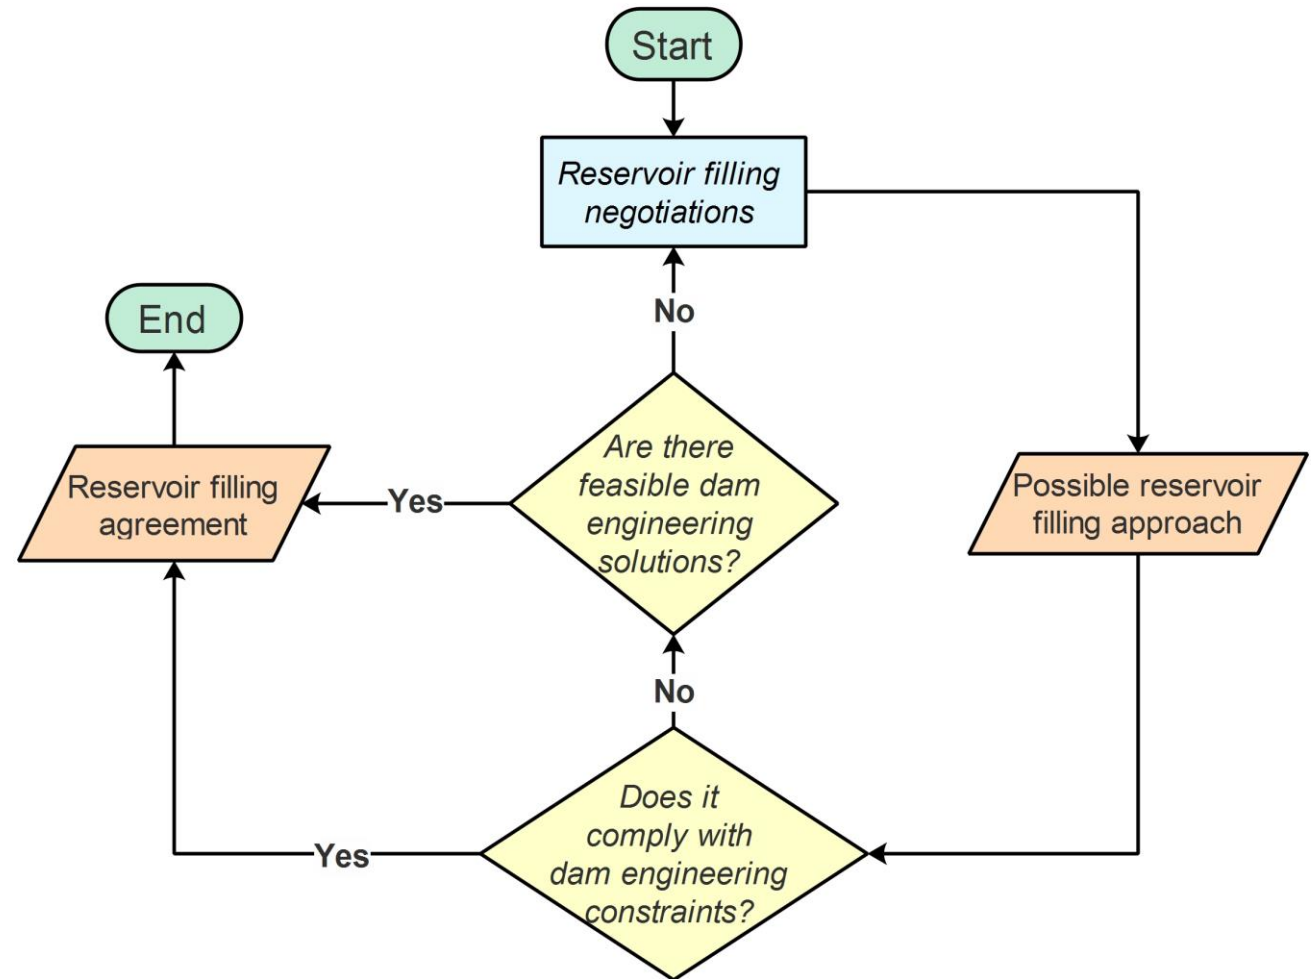 Start
Reservoir filling
negotiations
No
End
Are there
feasible dam
engineering
solutions?
Yes
Reservoir filling
agreement
Possible reservoir
filling approach
No
Does it
comply with
dam engineering
constraints?
Yes